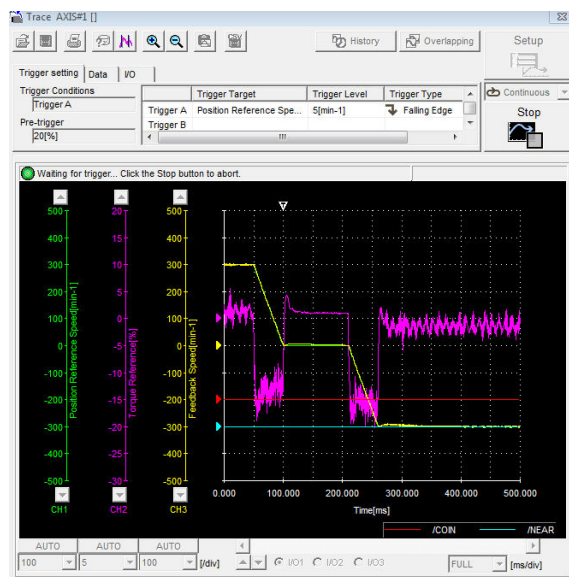 Trace AXIS#1 []
History
Overlapping
Setup
Trigger setting
Data
I/O
Trigger Conditions
Trigger A
Pre-trigger
20[%]
Trigger Target
Trigger Level
Trigger Type
Trigger A
Position Reference Spe...
5[min-1]
Falling Edge
Trigger B
Continuous
Stop
Waiting for trigger... Click the Stop button to abort.
500
400
300
200
100
0
-100
-200
-300
-400
-500
Position Reference Speed[min-1]
CH1
20
15
10
5
0
-5
-10
-15
-20
-25
-30
Torque Reference[%]
CH2
500
400
300
200
100
0
-100
-200
-300
-400
-500
Feedback Speed[min-1]
CH3
0.000
100.000
200.000
300.000
400.000
500.000
Time[ms]
/COIN
/NEAR
AUTO
AUTO
AUTO
100
5
100
[/div]
I/O1
I/O2
I/O3
FULL
[ms/div]